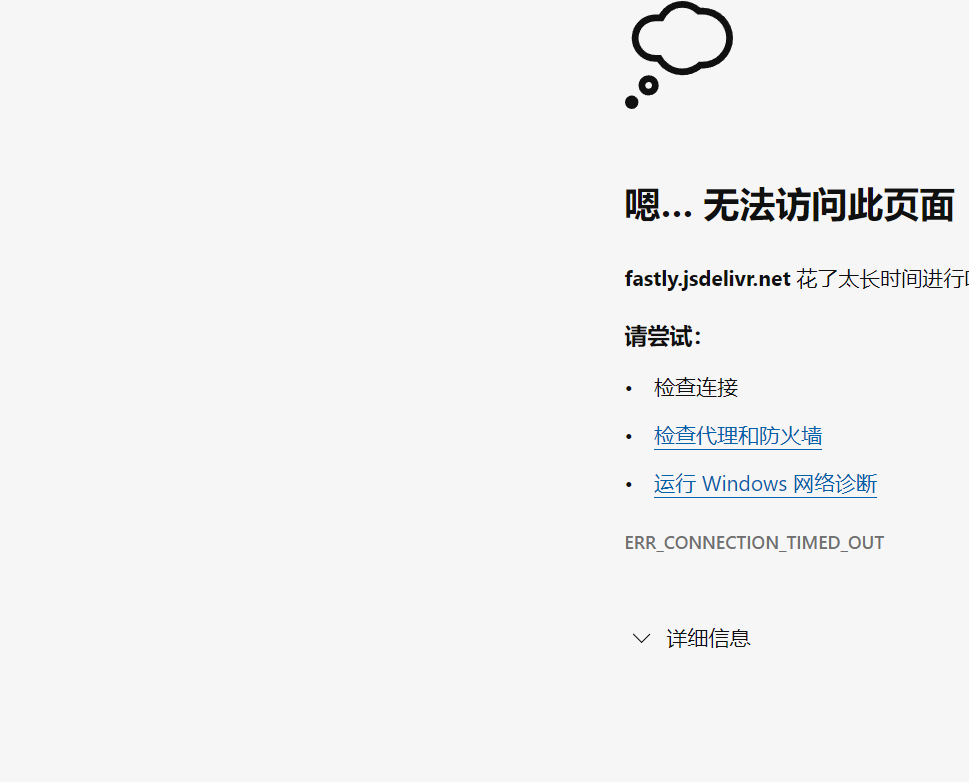 嗯… 无法访问此页面
fastly.jsdelivr.net 花了太长时间进行
请尝试：
• 检查连接
• 检查代理和防火墙
• 运行 Windows 网络诊断
ERR_CONNECTION_TIMED_OUT
详细信息